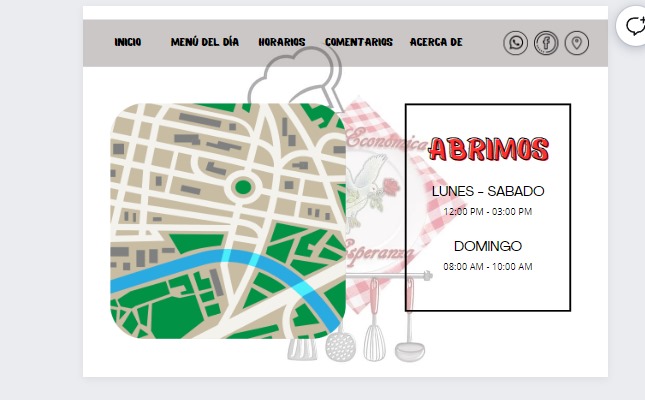 INICIO MENÚ DEL DÍA HORARIOS COMENTARIOS ACERCA DE
Económica
ABRIMOS
LUNES - SABADO
12:00 PM - 03:00 PM
DOMINGO
Esperanza
08:00 AM - 10:00 AM